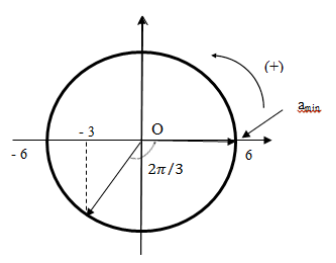 (+)
a_min
- 3
O
- 6
6
2π/3